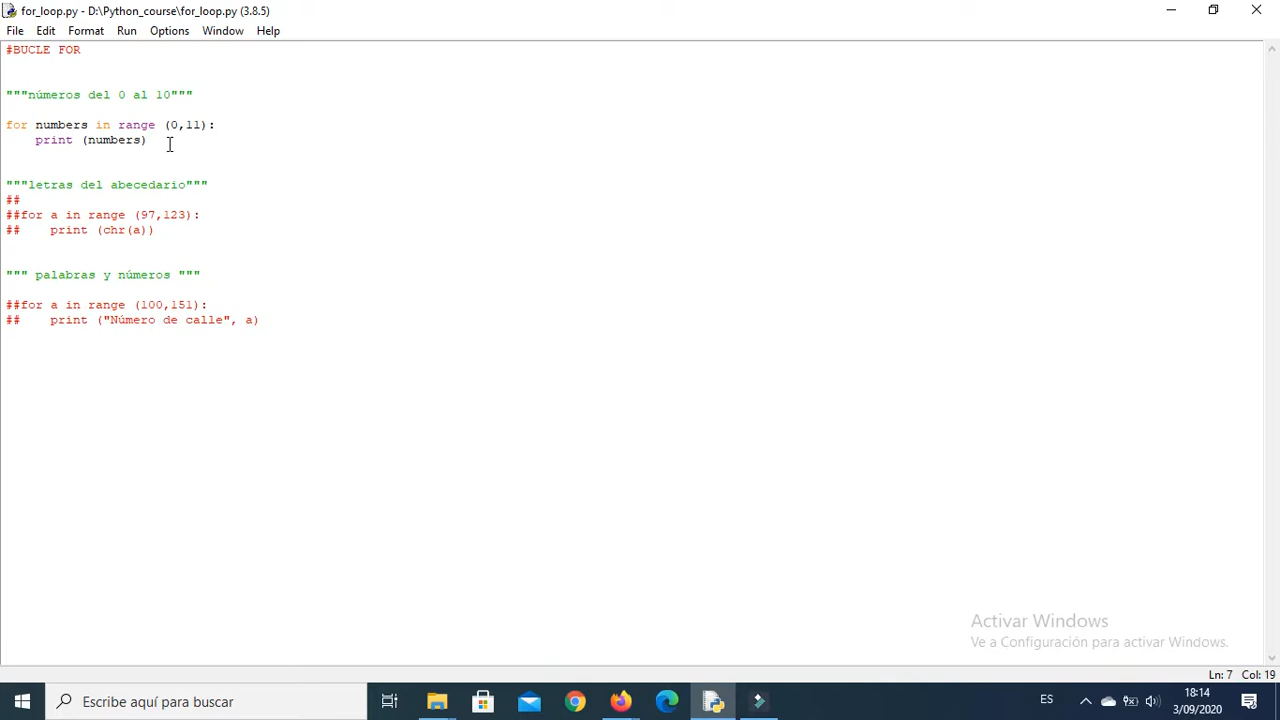 for_loop.py - D:\Python_course\for_loop.py (3.8.5)
File Edit Format Run Options Window Help
#BUCLE FOR
"""números del 0 al 10"""
for numbers in range (0,11):
    print (numbers)
"""letras del abecedario"""
##
##for a in range (97,123):
##    print (chr(a))
""" palabras y números """
##for a in range (100,151):
##    print ("Número de calle", a)
Activar Windows
Ve a Configuración para activar Windows.
Ln: 7 Col: 19
Escribe aquí para buscar
ES
18:14
3/09/2020